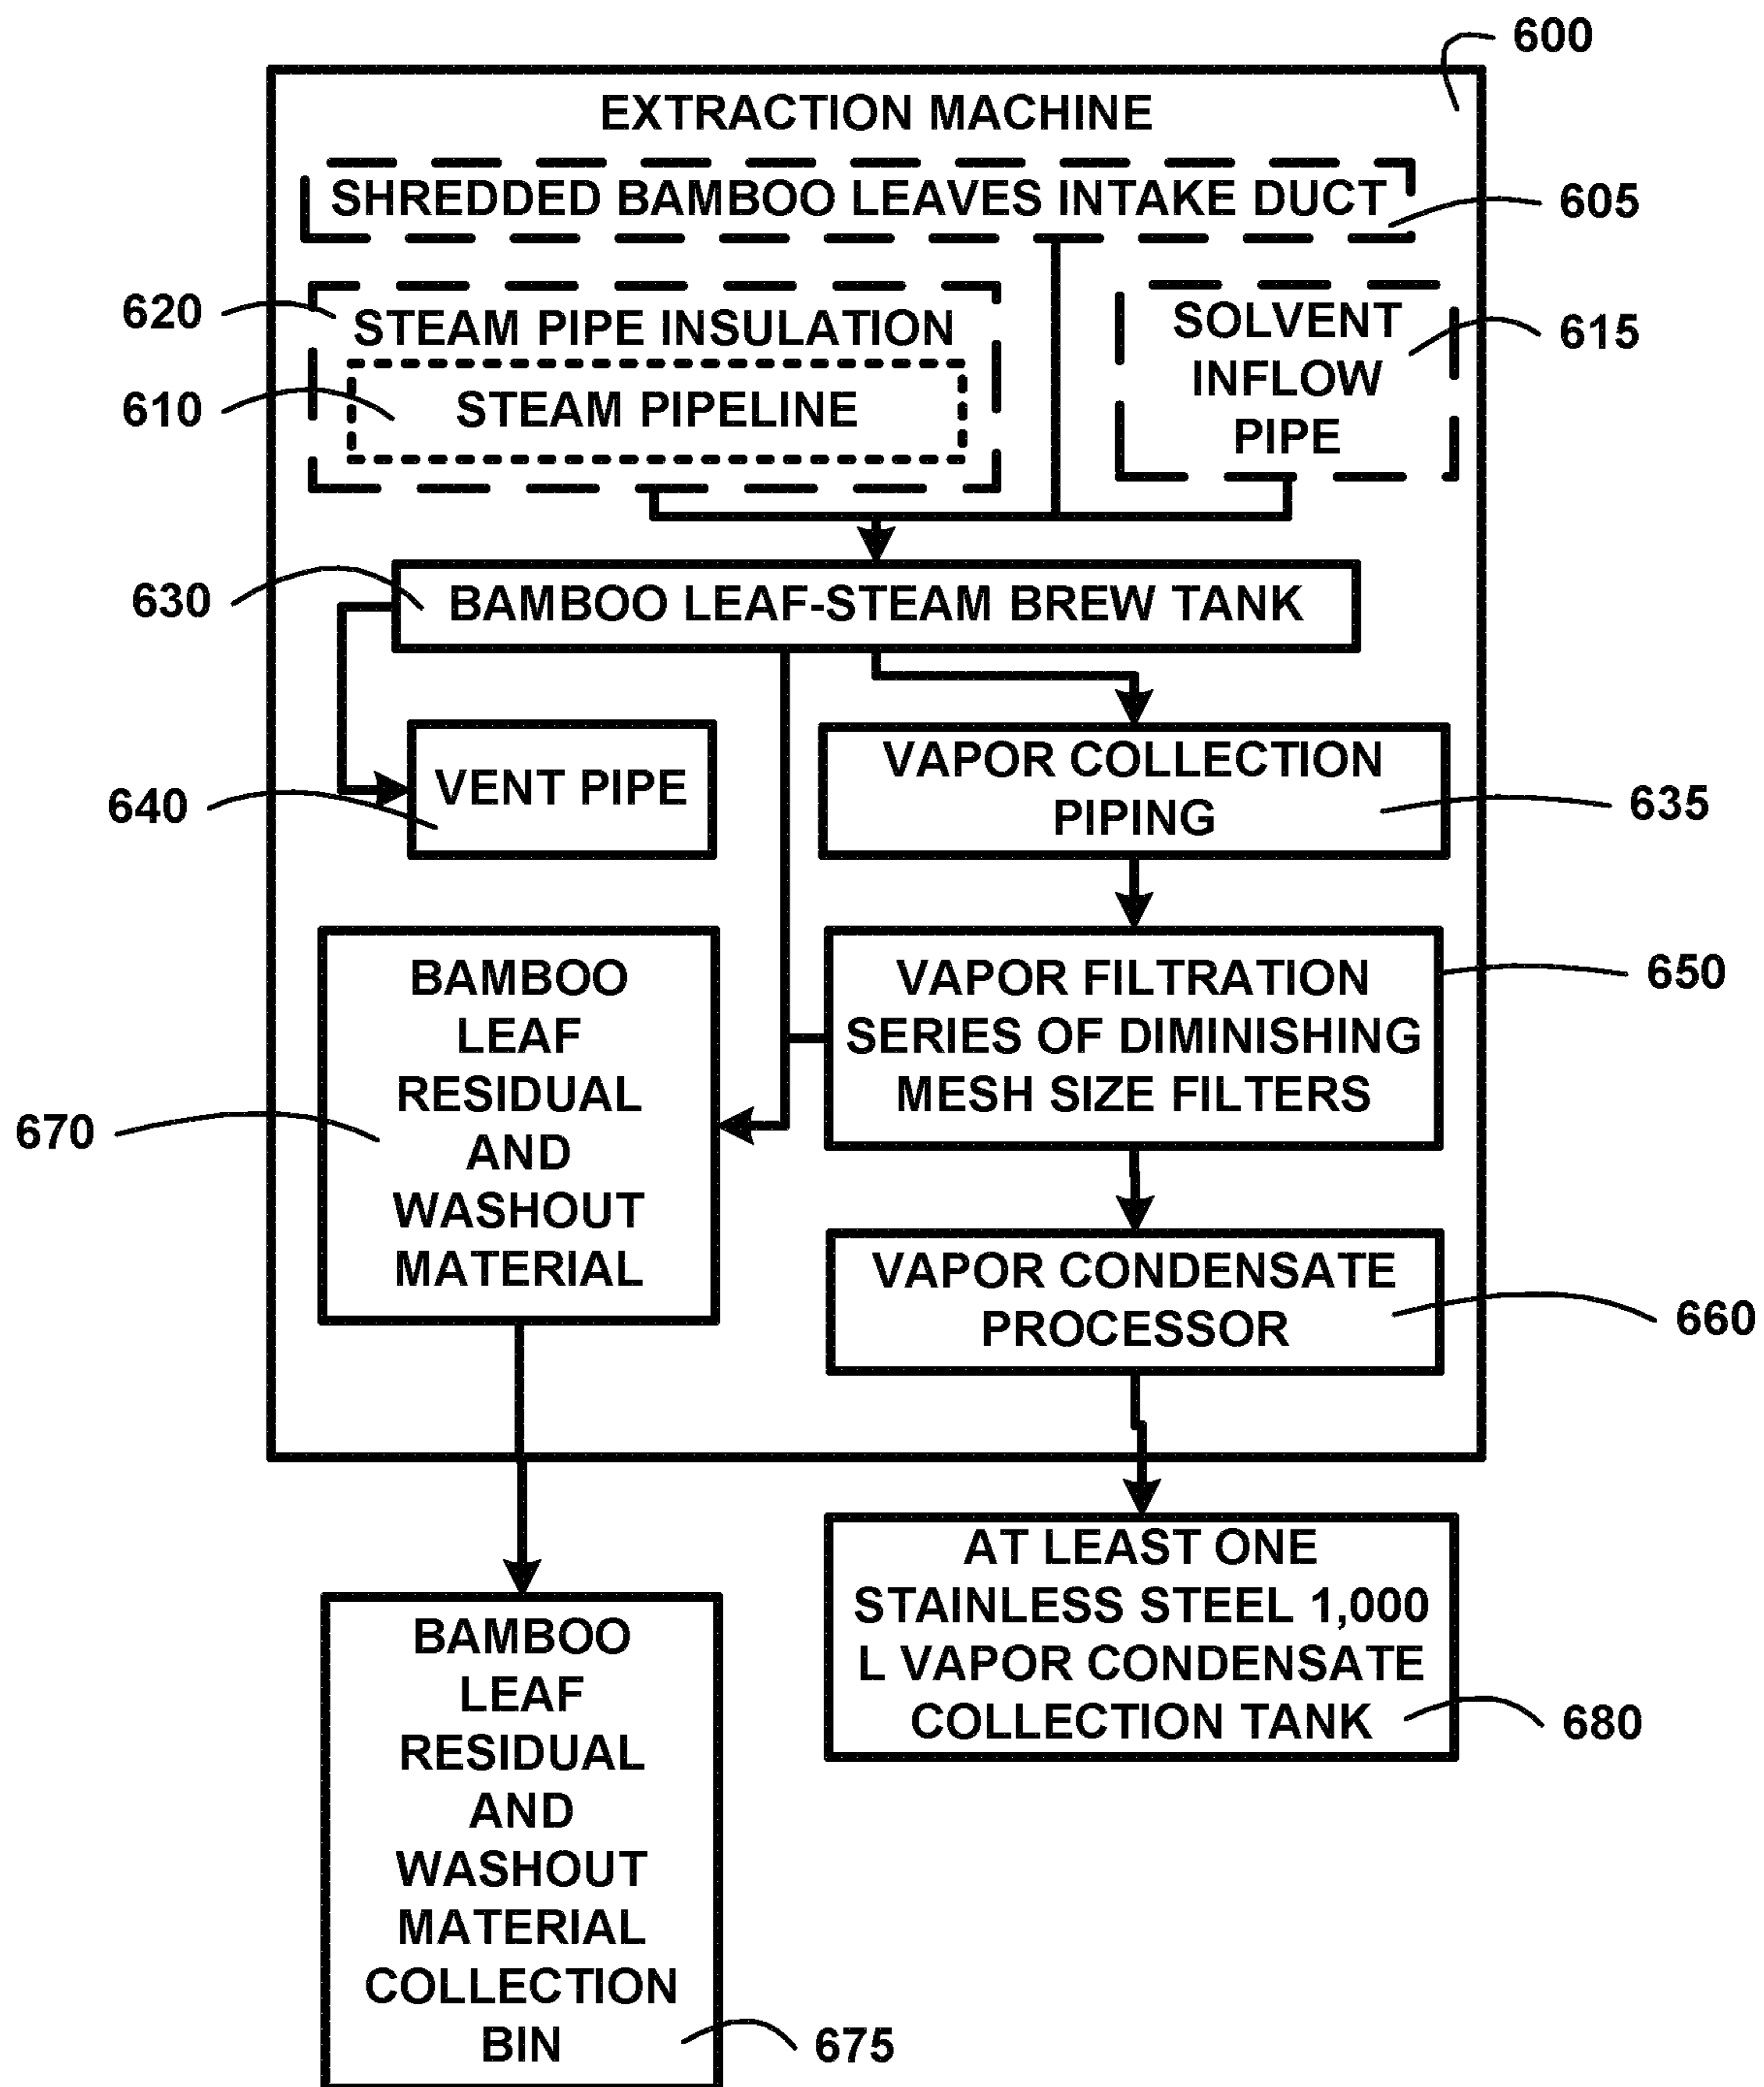 600
EXTRACTION MACHINE
SHREDDED BAMBOO LEAVES INTAKE DUCT
605
620
STEAM PIPE INSULATION
610
STEAM PIPELINE
SOLVENT
INFLOW
PIPE
615
630
BAMBOO LEAF-STEAM BREW TANK
640
VENT PIPE
VAPOR COLLECTION
PIPING
635
BAMBOO
LEAF
RESIDUAL
AND
WASHOUT
MATERIAL
670
VAPOR FILTRATION
SERIES OF DIMINISHING
MESH SIZE FILTERS
650
VAPOR CONDENSATE
PROCESSOR
660
AT LEAST ONE
STAINLESS STEEL 1,000
L VAPOR CONDENSATE
COLLECTION TANK
680
BAMBOO
LEAF
RESIDUAL
AND
WASHOUT
MATERIAL
COLLECTION
BIN
675